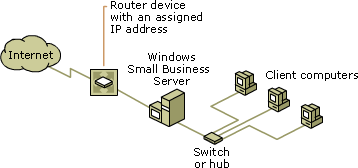 Router device
with an assigned
IP address
Internet
Windows
Small Business
Server
Client computers
Switch
or hub